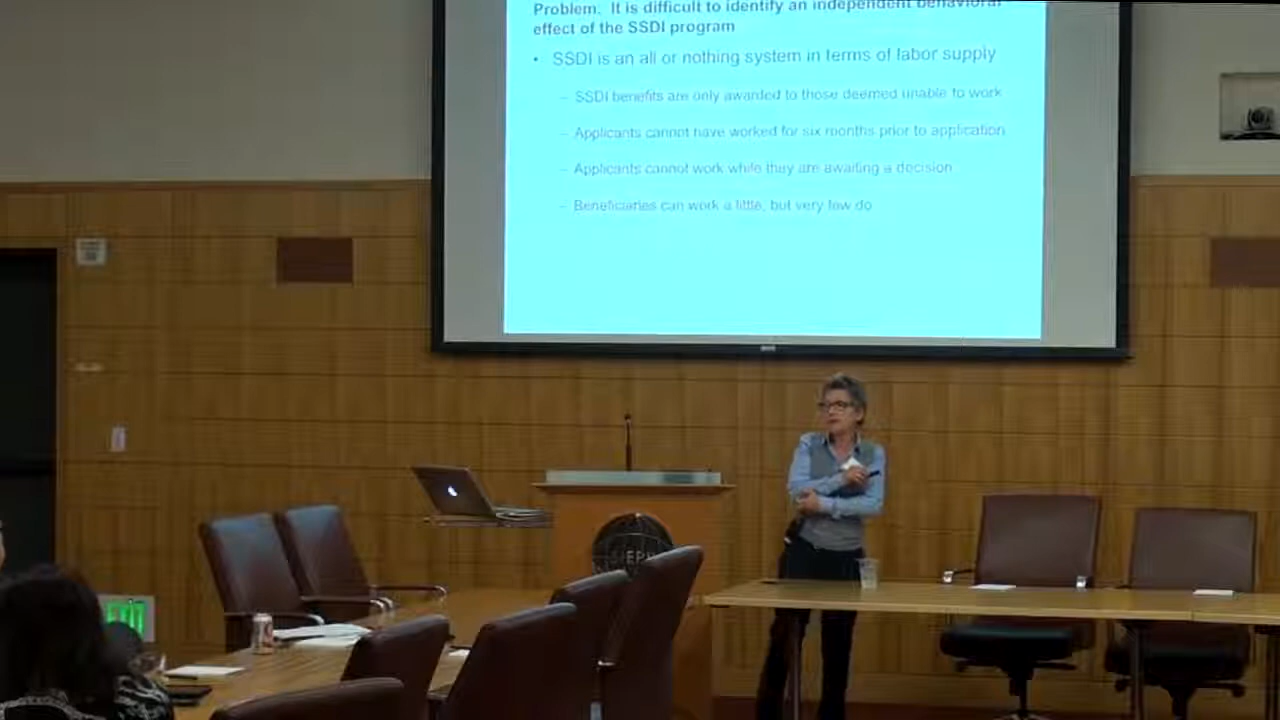 Problem: It is difficult to identify an independent behavioral
effect of the SSDI program
• SSDI is an all or nothing system in terms of labor supply
– SSDI benefits are only awarded to those deemed unable to work
– Applicants cannot have worked for six months prior to application
– Applicants cannot work while they are awaiting a decision
– Beneficiaries can work a little, but very few do
SIEPR